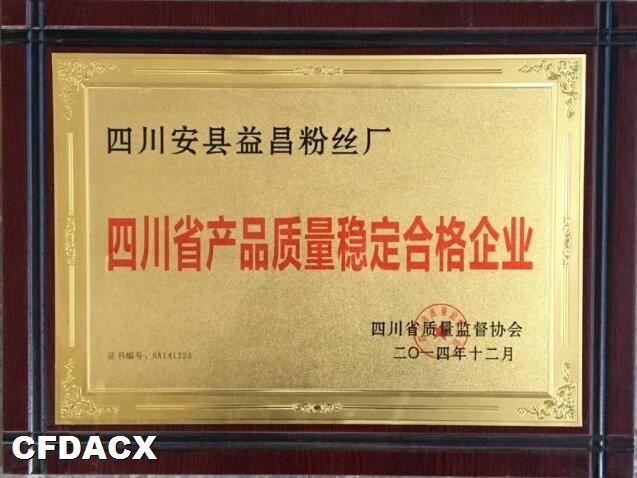 四川安县益昌粉丝厂
四川省产品质量稳定合格企业
四川省质量监督协会
二〇一四年十二月
证书编号：SA141225
CFDACX